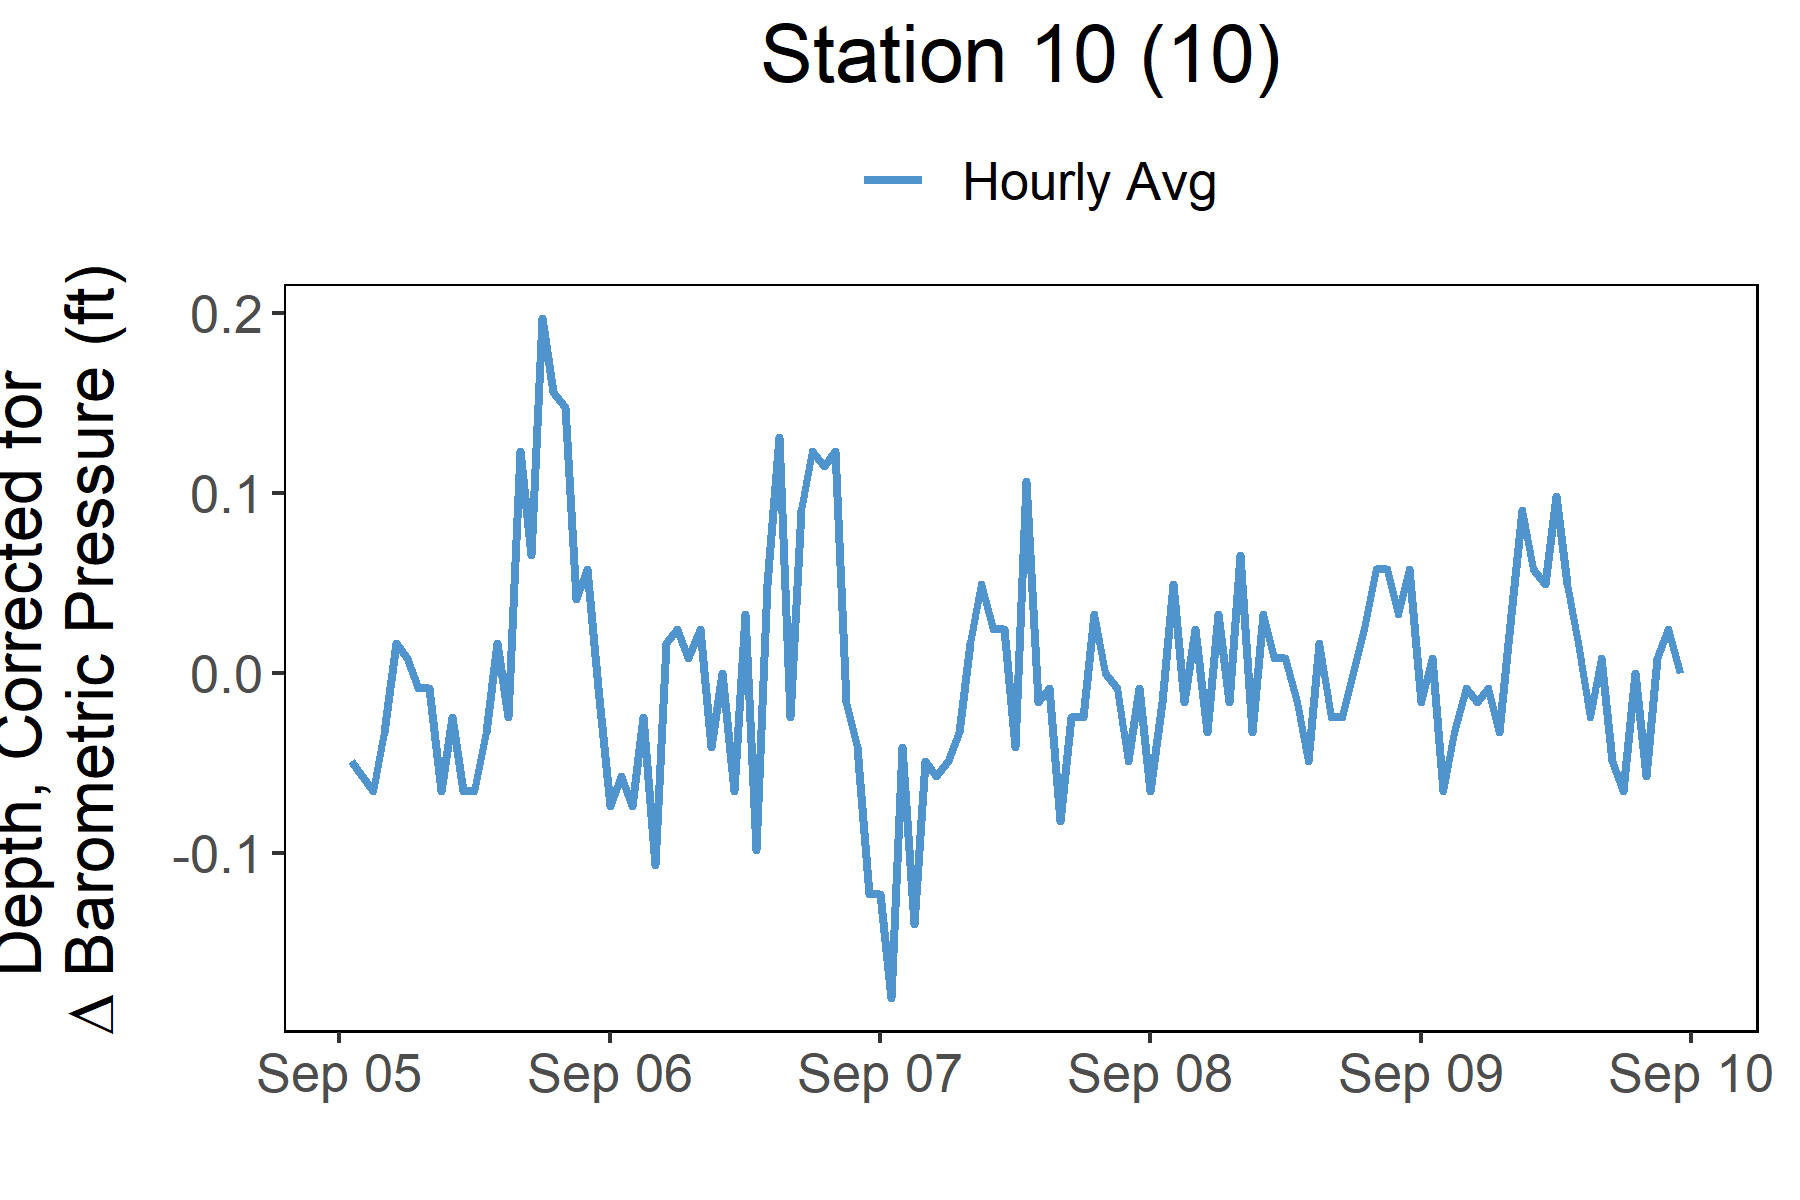 Station 10 (10)
Hourly Avg
Depth, Corrected for
Δ Barometric Pressure (ft)
0.2
0.1
0.0
-0.1
Sep 05 Sep 06 Sep 07 Sep 08 Sep 09 Sep 10